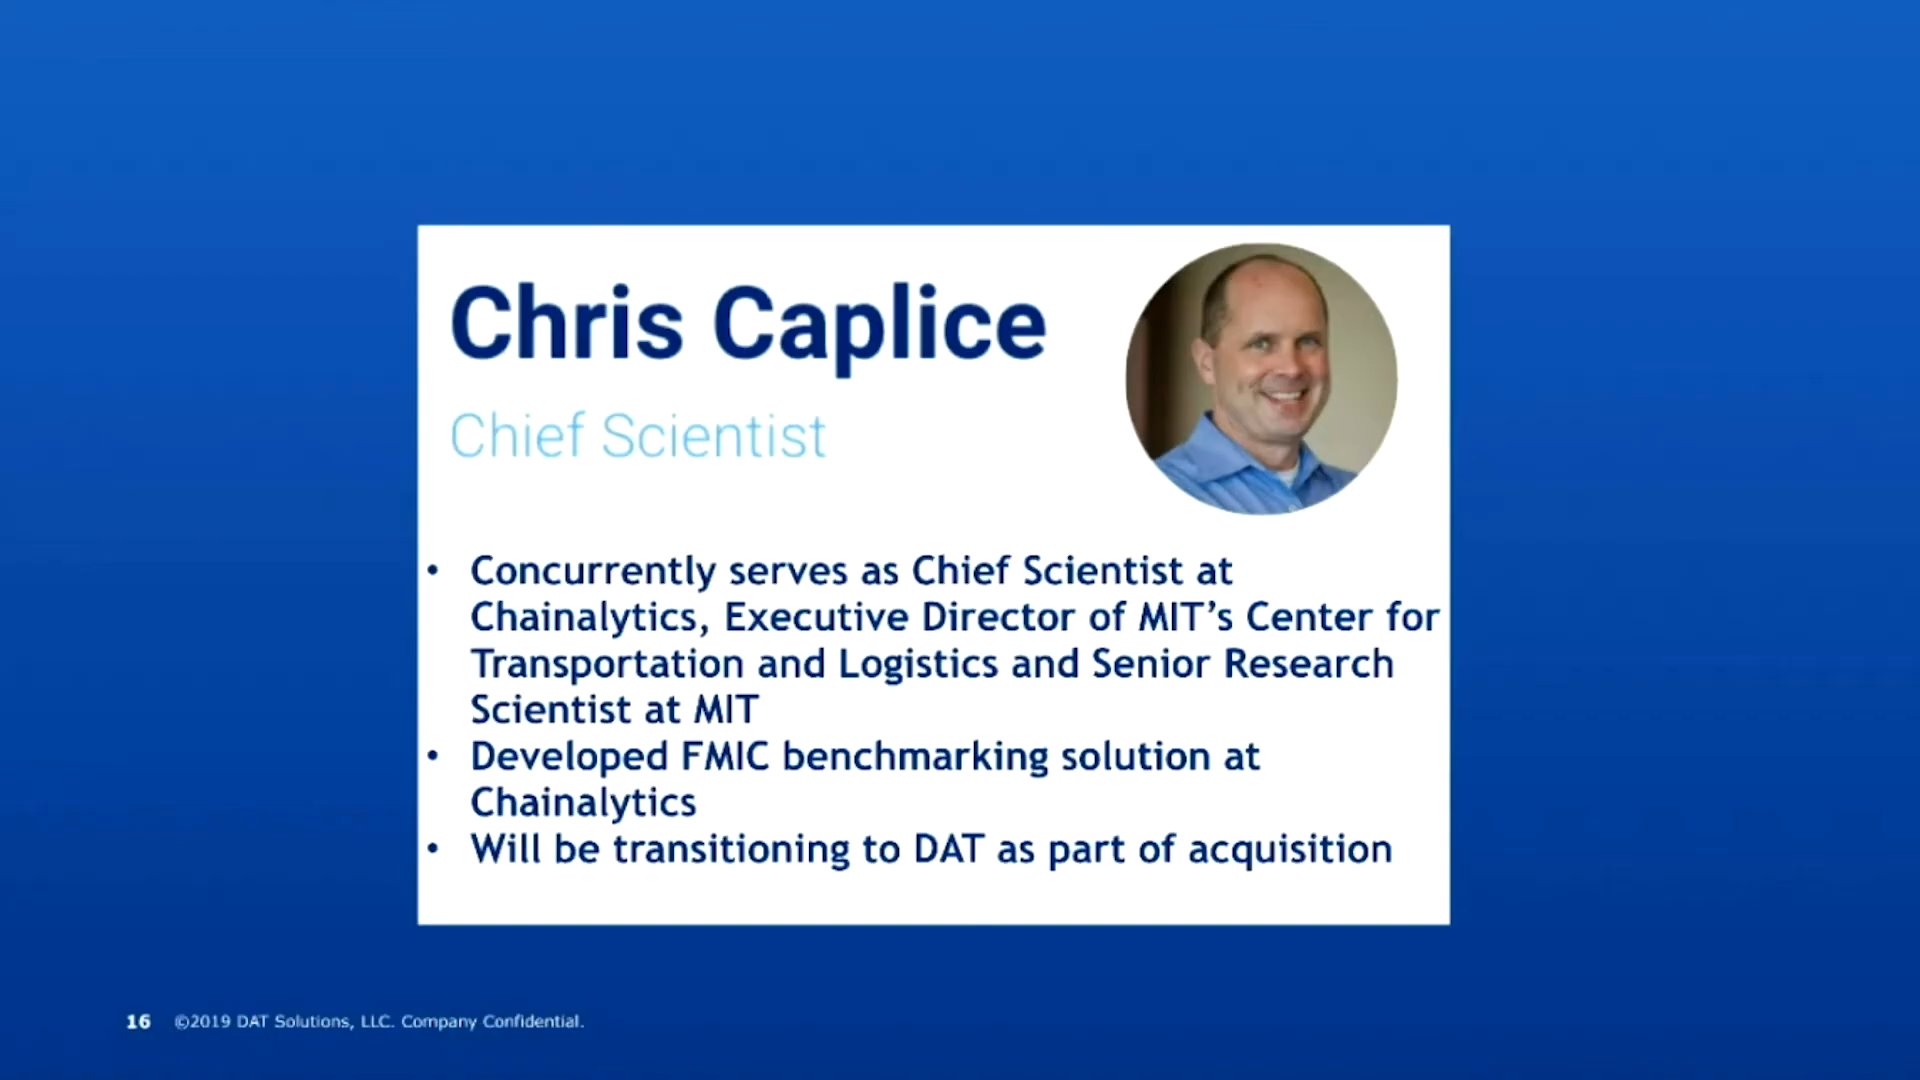 Chris Caplice
Chief Scientist
• Concurrently serves as Chief Scientist at
Chainalytics, Executive Director of MIT’s Center for
Transportation and Logistics and Senior Research
Scientist at MIT
• Developed FMIC benchmarking solution at
Chainalytics
• Will be transitioning to DAT as part of acquisition
16 ©2019 DAT Solutions, LLC. Company Confidential.